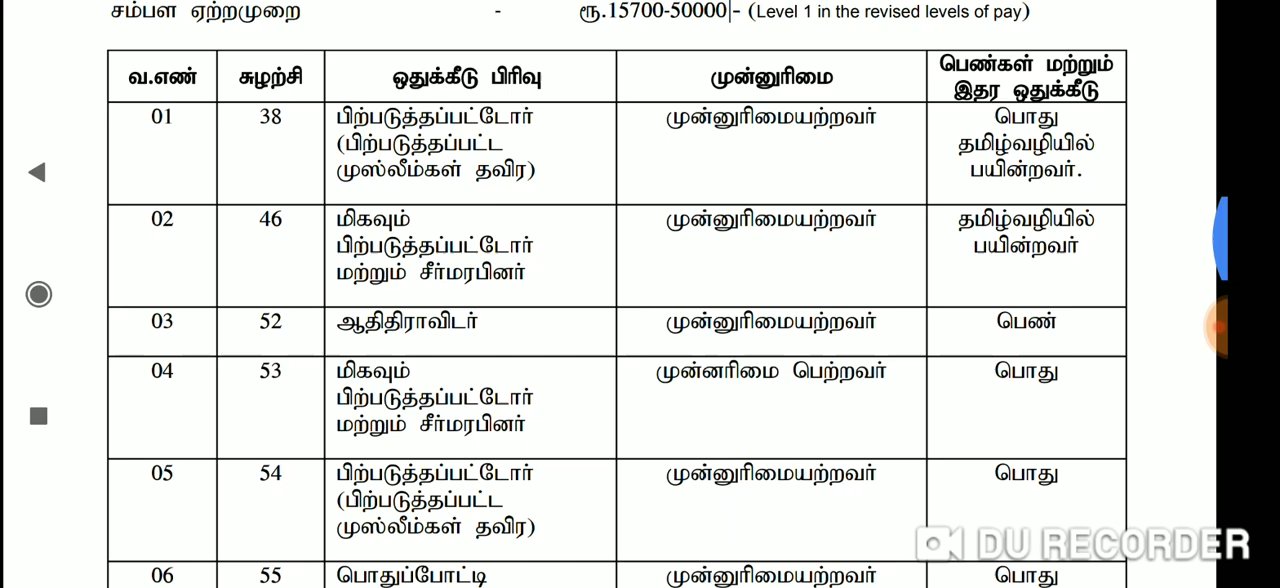 சம்பள ஏற்றமுறை - ரூ.15700-50000/- (Level 1 in the revised levels of pay)
வ.எண் சுழற்சி ஒதுக்கீடு பிரிவு முன்னுரிமை பெண்கள் மற்றும்
இதர ஒதுக்கீடு
01 38 பிற்படுத்தப்பட்டோர் முன்னுரிமையற்றவர் பொது
(பிற்படுத்தப்பட்ட தமிழ்வழியில்
முஸ்லீம்கள் தவிர) பயின்றவர்.
02 46 மிகவும் முன்னுரிமையற்றவர் தமிழ்வழியில்
பிற்படுத்தப்பட்டோர் பயின்றவர்
மற்றும் சீர்மரபினர்
03 52 ஆதிதிராவிடர் முன்னுரிமையற்றவர் பெண்
04 53 மிகவும் முன்னரிமை பெற்றவர் பொது
பிற்படுத்தப்பட்டோர்
மற்றும் சீர்மரபினர்
05 54 பிற்படுத்தப்பட்டோர் முன்னுரிமையற்றவர் பொது
(பிற்படுத்தப்பட்ட
முஸ்லீம்கள் தவிர)
DU RECORDER
06 55 பொதுப்போட்டி முன்னுரிமையற்றவர் பொது